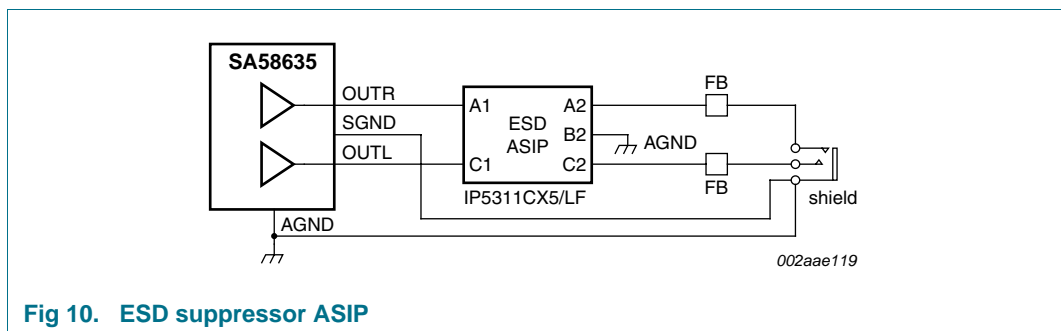 SA58635
OUTR
SGND
OUTL
AGND
A1
C1
ESD
ASIP
A2
B2
C2
IP5311CX5/LF
AGND
FB
FB
shield
002aae119
Fig 10. ESD suppressor ASIP